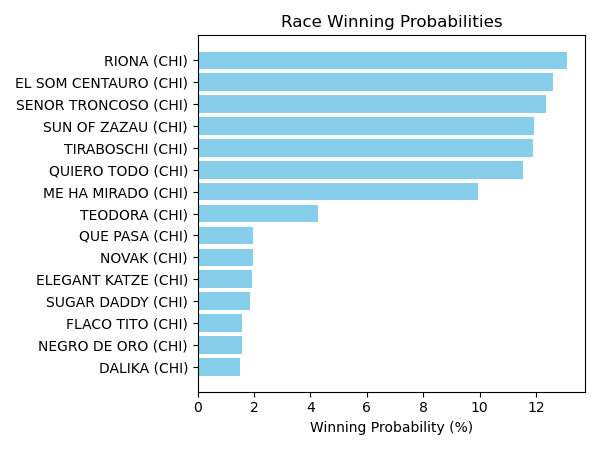 Race Winning Probabilities
RIONA (CHI)
EL SOM CENTAURO (CHI)
SENOR TRONCOSO (CHI)
SUN OF ZAZAU (CHI)
TIRABOSCHI (CHI)
QUIERO TODO (CHI)
ME HA MIRADO (CHI)
TEODORA (CHI)
QUE PASA (CHI)
NOVAK (CHI)
ELEGANT KATZE (CHI)
SUGAR DADDY (CHI)
FLACO TITO (CHI)
NEGRO DE ORO (CHI)
DALIKA (CHI)
0 2 4 6 8 10 12
Winning Probability (%)